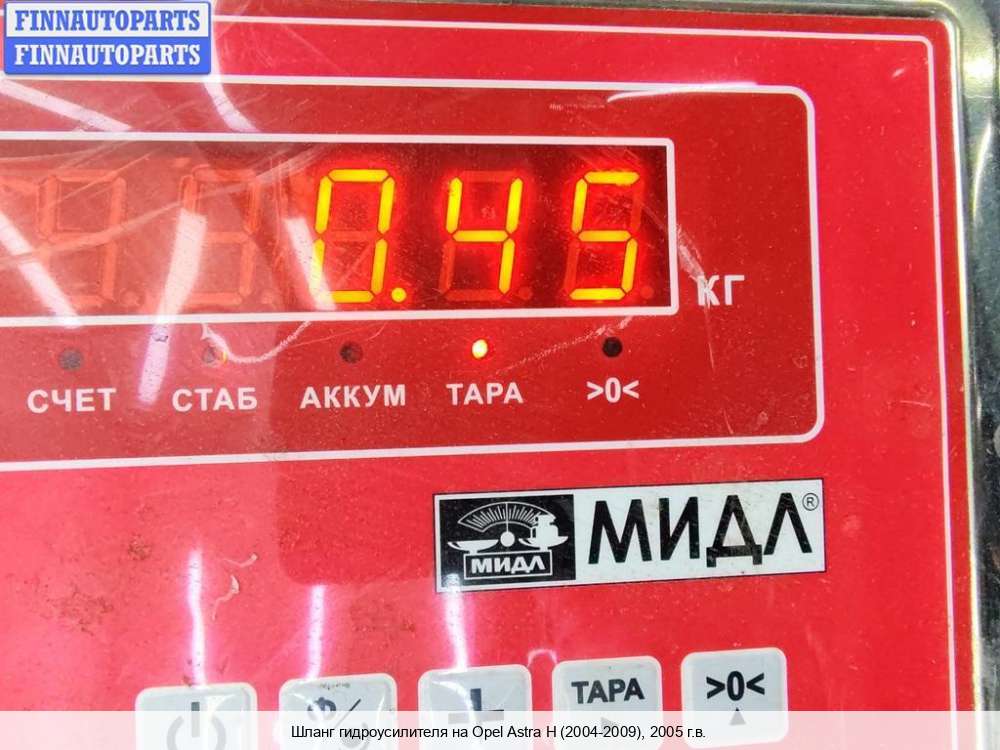 FINNAUTOPARTS
FINNAUTOPARTS
0.45
КГ
СЧЕТ СТАБ АККУМ ТАРА >0<
МИДЛ МИДЛ®
ТАРА >0<
Шланг гидроусилителя на Opel Astra H (2004-2009), 2005 г.в.